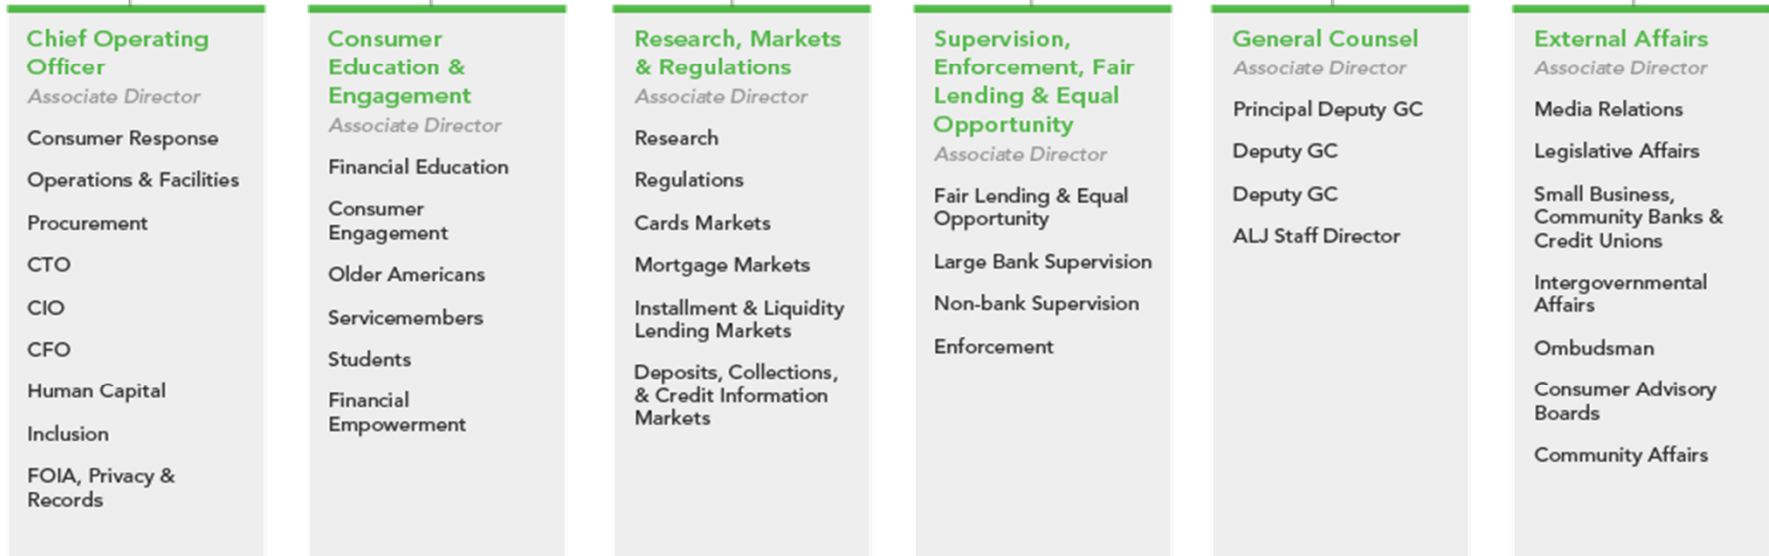 Chief Operating
Officer
Associate Director
Consumer Response
Operations & Facilities
Procurement
CTO
CIO
CFO
Human Capital
Inclusion
FOIA, Privacy &
Records
Consumer
Education &
Engagement
Associate Director
Financial Education
Consumer
Engagement
Older Americans
Servicemembers
Students
Financial
Empowerment
Research, Markets
& Regulations
Associate Director
Research
Regulations
Cards Markets
Mortgage Markets
Installment & Liquidity
Lending Markets
Deposits, Collections,
& Credit Information
Markets
Supervision,
Enforcement, Fair
Lending & Equal
Opportunity
Associate Director
Fair Lending & Equal
Opportunity
Large Bank Supervision
Non-bank Supervision
Enforcement
General Counsel
Associate Director
Principal Deputy GC
Deputy GC
Deputy GC
ALJ Staff Director
External Affairs
Associate Director
Media Relations
Legislative Affairs
Small Business,
Community Banks &
Credit Unions
Intergovernmental
Affairs
Ombudsman
Consumer Advisory
Boards
Community Affairs